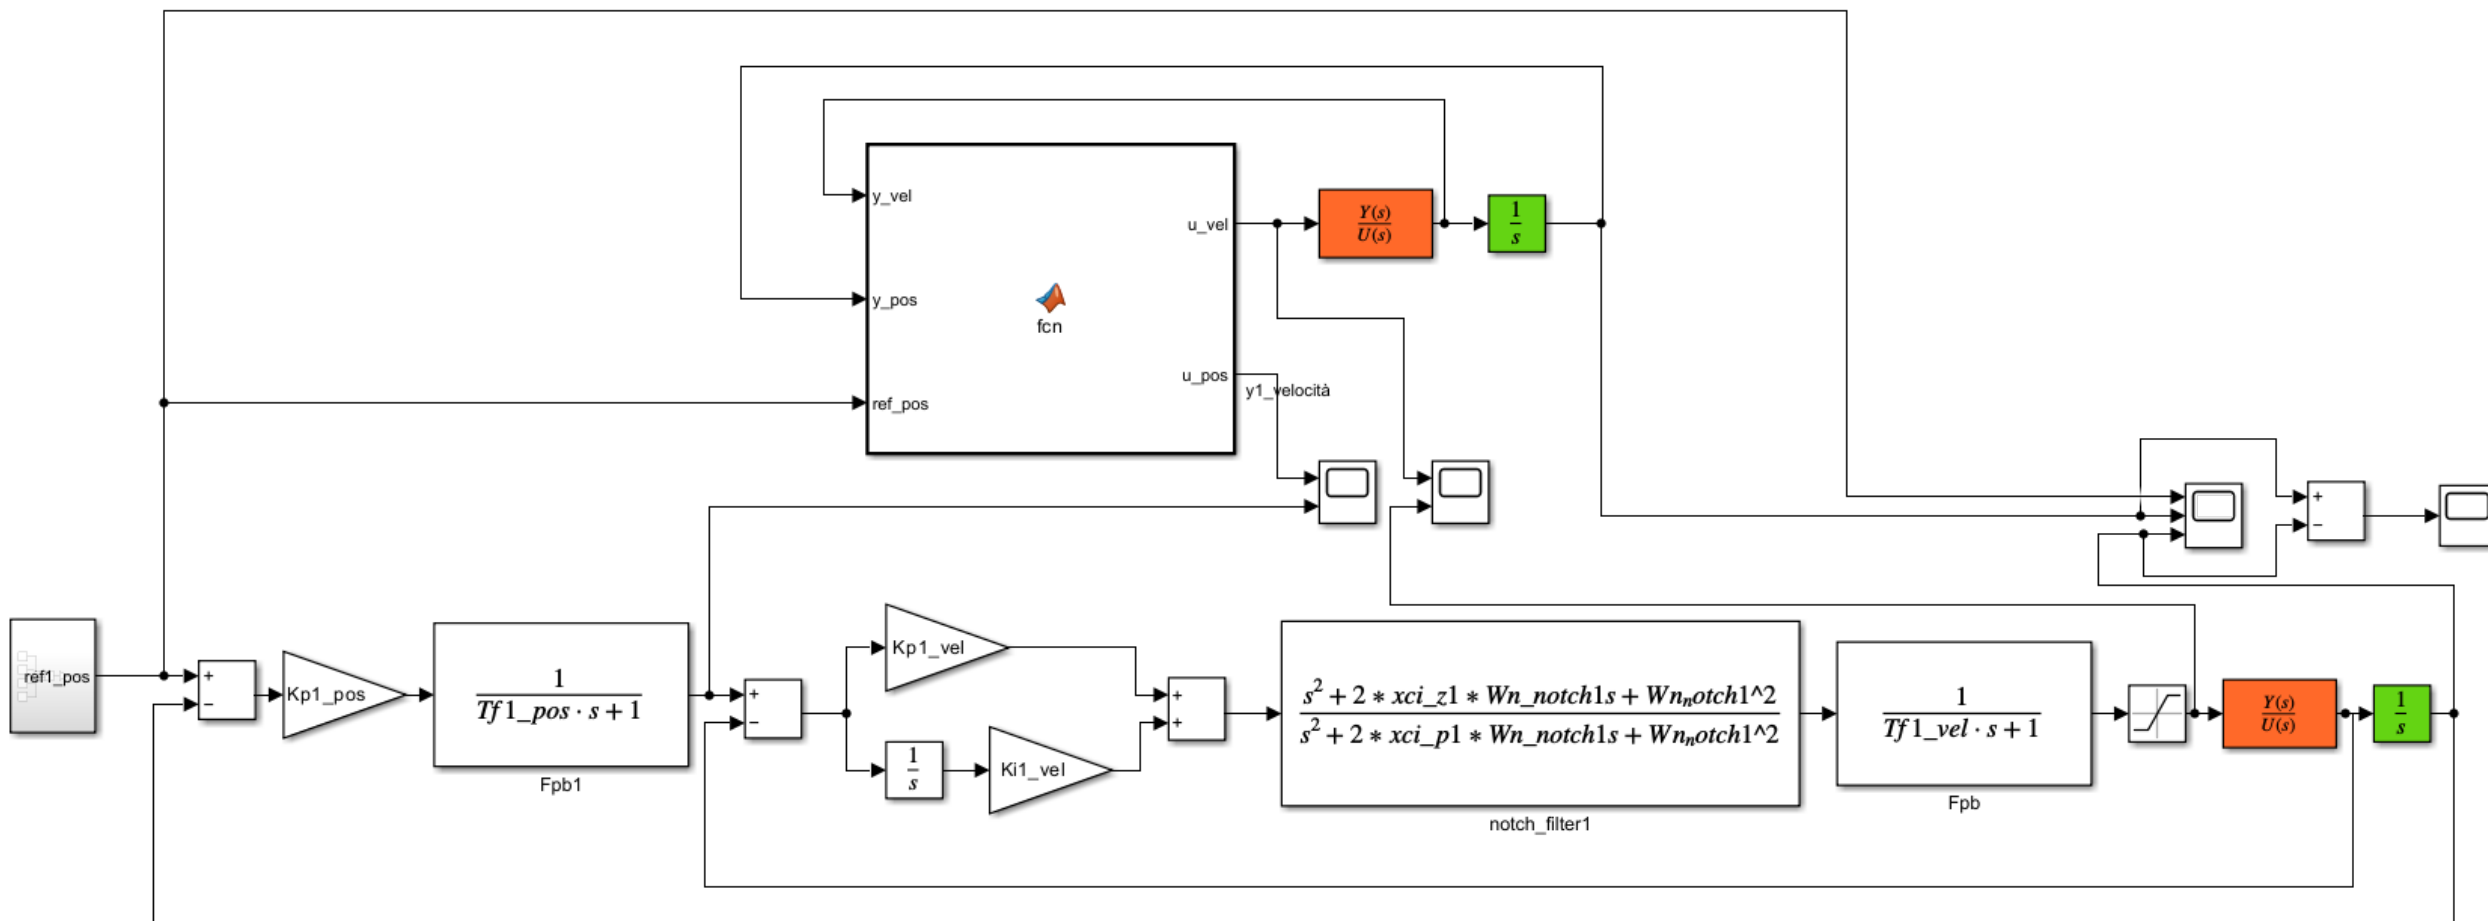 y_vel
y_pos
ref_pos
fcn
u_vel
u_pos
y1_velocità
Y(s)
U(s)
1
s
ref1_pos
+
−
Kp1_pos
1
Tf1_pos · s + 1
Fpb1
+
−
Kp1_vel
1
s
Ki1_vel
+
+
s^2 + 2 * xci_z1 * Wn_notch1s + Wn_notch1^2
s^2 + 2 * xci_p1 * Wn_notch1s + Wn_notch1^2
notch_filter1
1
Tf1_vel · s + 1
Fpb
Y(s)
U(s)
1
s
+
−